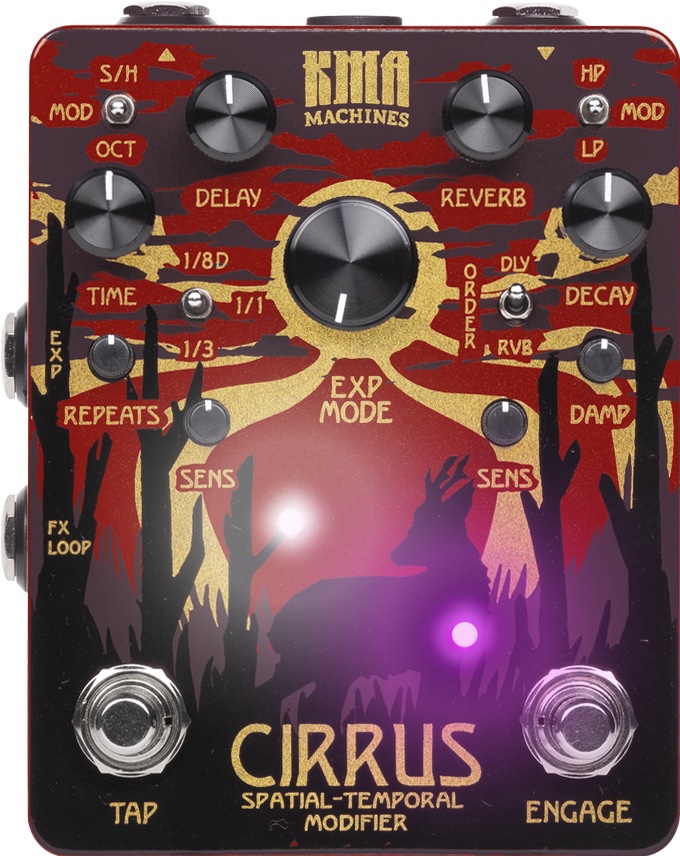 S/H
MOD
OCT
KMA
MACHINES
HP
MOD
LP
DELAY
REVERB
1/8D
TIME
1/1
1/3
ORDER
DLY
DECAY
RVB
EXP
REPEATS
EXP
MODE
DAMP
SENS
SENS
FX
LOOP
CIRRUS
SPATIAL-TEMPORAL
MODIFIER
TAP
ENGAGE